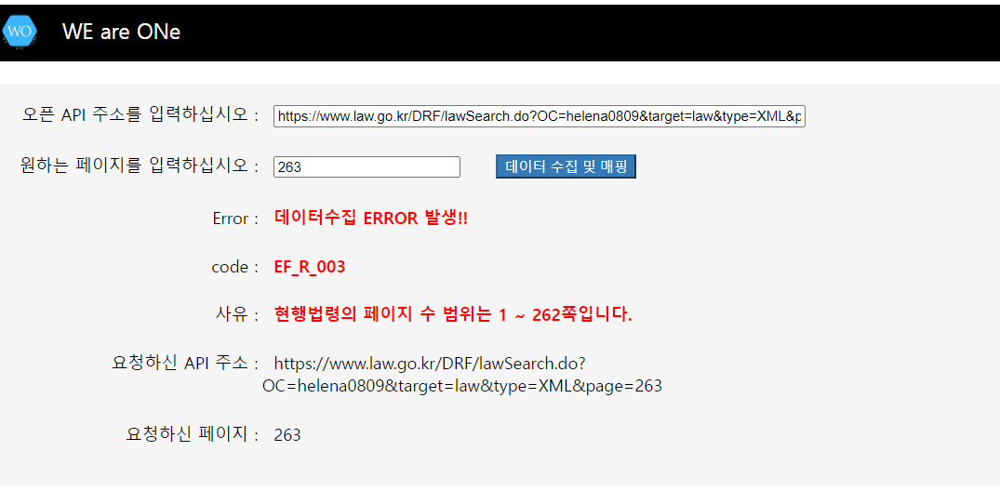 WO
WE are ONe
오픈 API 주소를 입력하십시오 : https://www.law.go.kr/DRF/lawSearch.do?OC=helena0809&target=law&type=XML&p
원하는 페이지를 입력하십시오 : 263 데이터 수집 및 매핑
Error : 데이터수집 ERROR 발생!!
code : EF_R_003
사유 : 현행법령의 페이지 수 범위는 1 ~ 262쪽입니다.
요청하신 API 주소 : https://www.law.go.kr/DRF/lawSearch.do?
OC=helena0809&target=law&type=XML&page=263
요청하신 페이지 : 263